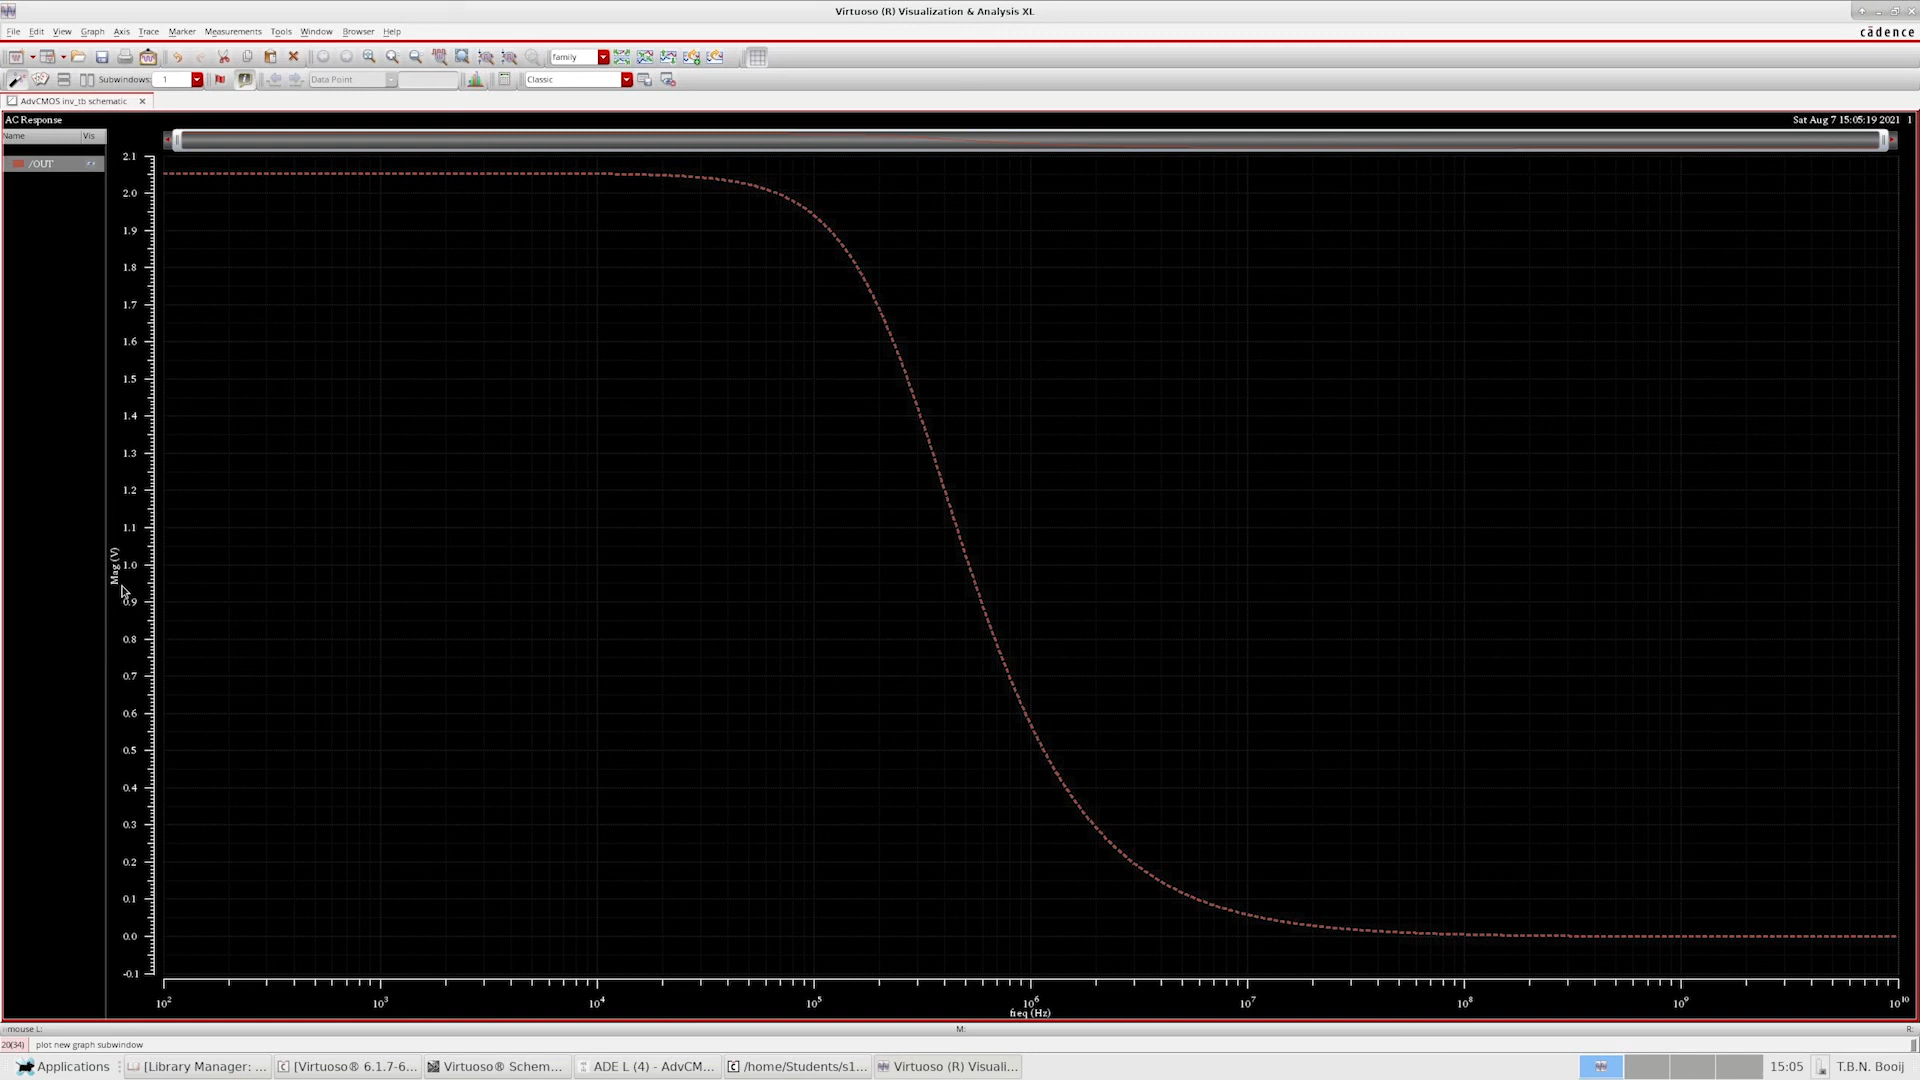 Virtuoso (R) Visualization & Analysis XL
File Edit View Graph Axis Trace Marker Measurements Tools Window Browser Help
cādence
family
Subwindows: 1 Data Point Classic
AdvCMOS inv_tb schematic
AC Response
Sat Aug 7 15:05:19 2021 1
Name Vis
/OUT
2.1
2.0
1.9
1.8
1.7
1.6
1.5
1.4
1.3
1.2
1.1
1.0
0.9
0.8
0.7
0.6
0.5
0.4
0.3
0.2
0.1
0.0
-0.1
Mag (V)
10² 10³ 10⁴ 10⁵ 10⁶ 10⁷ 10⁸ 10⁹ 10¹⁰
freq (Hz)
mouse L: M: R:
20(34) plot new graph subwindow
Applications [Library Manager: ... [Virtuoso® 6.1.7-6... Virtuoso® Schem... ADE L (4) - AdvCM... /home/Students/s1... Virtuoso (R) Visuali... 15:05 T.B.N. Booij